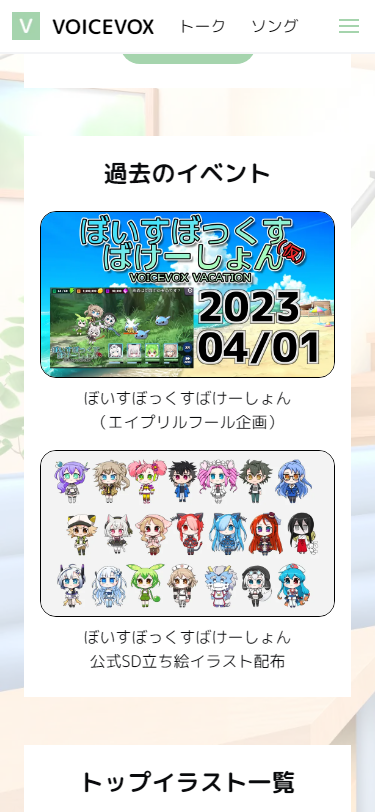 V VOICEVOX トーク ソング
過去のイベント
ぼいすぼっくす
ばけーしょん(仮)
VOICEVOX VACATION
2023
04/01
ぼいすぼっくすばけーしょん
（エイプリルフール企画）
ぼいすぼっくすばけーしょん
公式SD立ち絵イラスト配布
トップイラスト一覧